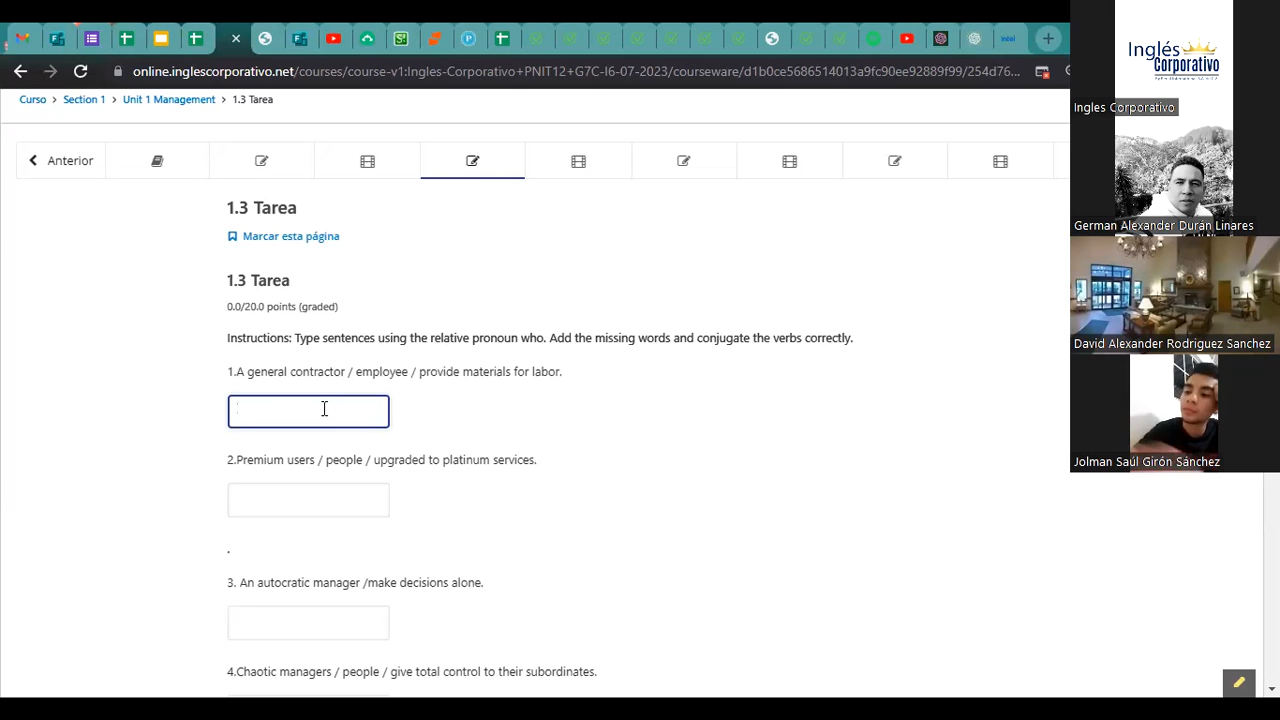 online.inglescorporativo.net/courses/course-v1:Ingles-Corporativo+PNIT12+G7C-I6-07-2023/courseware/d1b0ce5686514013a9fc90ee92889f99/254d76...
intel
Curso > Section 1 > Unit 1 Management > 1.3 Tarea
Anterior
1.3 Tarea
Marcar esta página
1.3 Tarea
0.0/20.0 points (graded)
Instructions: Type sentences using the relative pronoun who. Add the missing words and conjugate the verbs correctly.
1.A general contractor / employee / provide materials for labor.
2.Premium users / people / upgraded to platinum services.
.
3. An autocratic manager /make decisions alone.
4.Chaotic managers / people / give total control to their subordinates.
Inglés
Corporativo
Ingles Corporativo
German Alexander Durán Linares
David Alexander Rodriguez Sanchez
Jolman Saúl Girón Sánchez